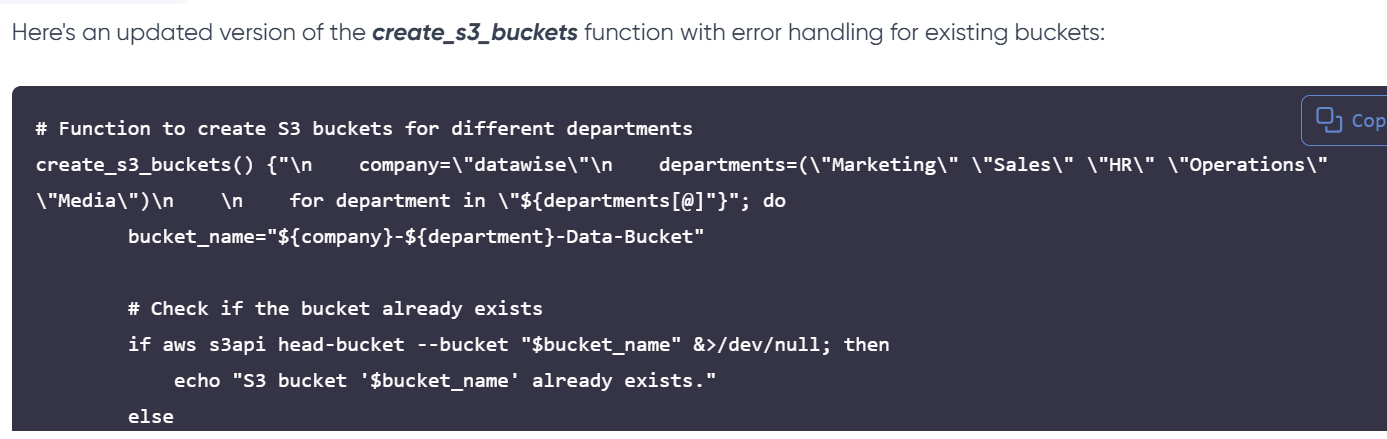 Here's an updated version of the create_s3_buckets function with error handling for existing buckets:
Cop
# Function to create S3 buckets for different departments
create_s3_buckets() {"\n    company=\"datawise\"\n    departments=(\"Marketing\" \"Sales\" \"HR\" \"Operations\"
\"Media\")\n    \n    for department in \"${departments[@]"}"; do
        bucket_name="${company}-${department}-Data-Bucket"
        # Check if the bucket already exists
        if aws s3api head-bucket --bucket "$bucket_name" &>/dev/null; then
            echo "S3 bucket '$bucket_name' already exists."
        else